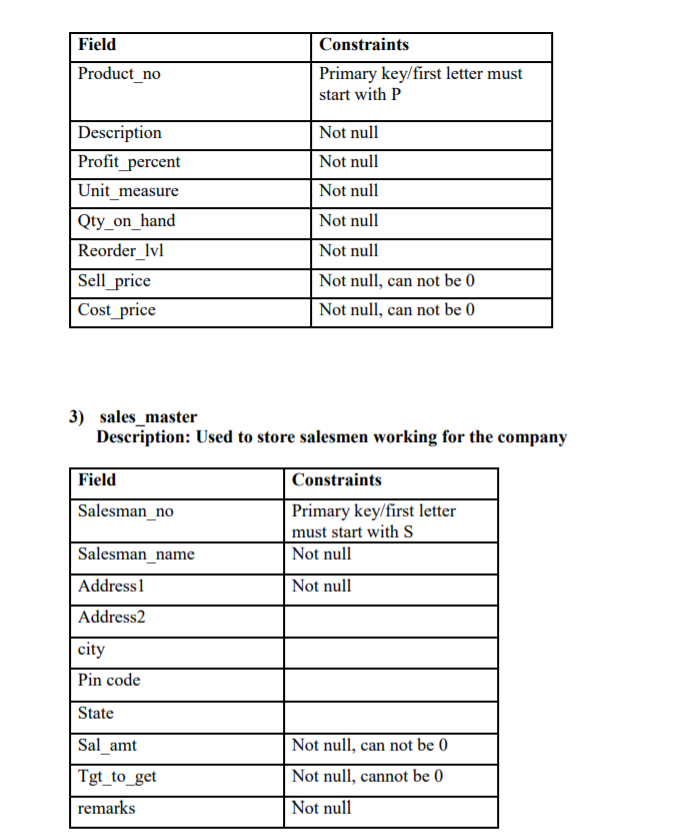 Field Constraints
Product_no Primary key/first letter must
start with P
Description Not null
Profit_percent Not null
Unit_measure Not null
Qty_on_hand Not null
Reorder_lvl Not null
Sell_price Not null, can not be 0
Cost_price Not null, can not be 0
3) sales_master
Description: Used to store salesmen working for the company
Field Constraints
Salesman_no Primary key/first letter
must start with S
Salesman_name Not null
Address1 Not null
Address2
city
Pin code
State
Sal_amt Not null, can not be 0
Tgt_to_get Not null, cannot be 0
remarks Not null